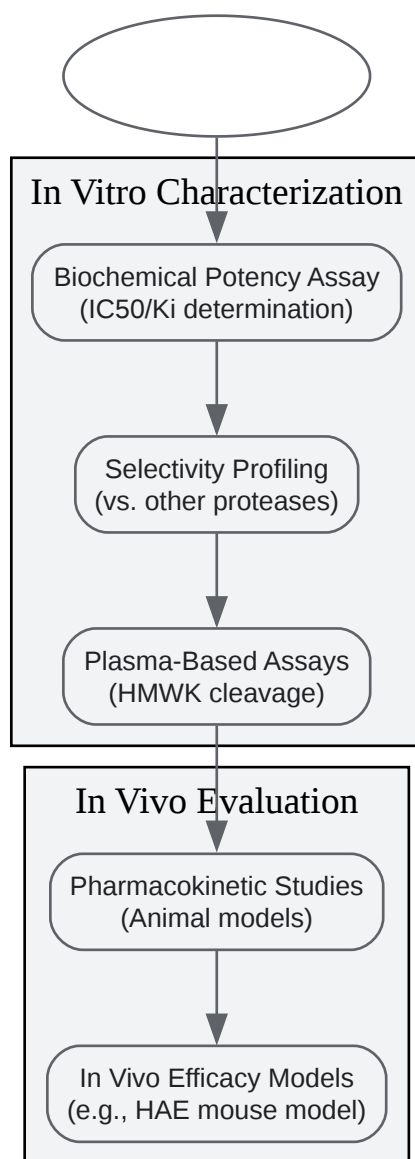 In Vitro Characterization
Biochemical Potency Assay
(IC50/Ki determination)
Selectivity Profiling
(vs. other proteases)
Plasma-Based Assays
(HMWK cleavage)
In Vivo Evaluation
Pharmacokinetic Studies
(Animal models)
In Vivo Efficacy Models
(e.g., HAE mouse model)